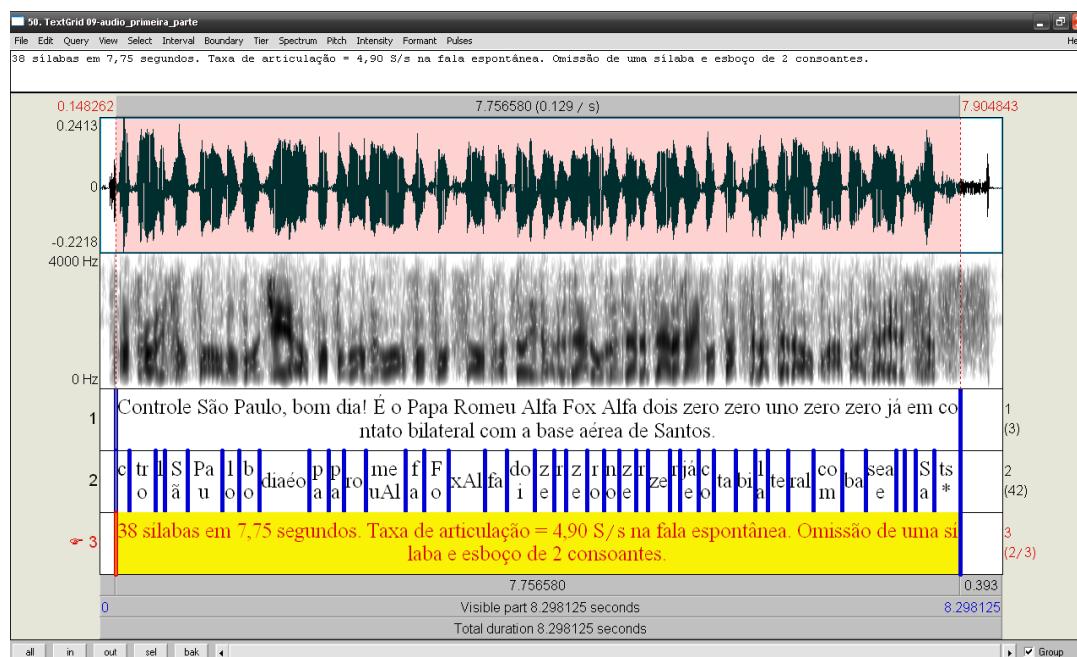 50. TextGrid 09-audio_primeira_parte
File Edit Query View Select Interval Boundary Tier Spectrum Pitch Intensity Formant Pulses He
38 sílabas em 7,75 segundos. Taxa de articulação = 4,90 S/s na fala espontânea. Omissão de uma sílaba e esboço de 2 consoantes.
0.148262 7.756580 (0.129 / s) 7.904843
0.2413
0
-0.2218
4000 Hz
0 Hz
1 Controle São Paulo, bom dia! É o Papa Romeu Alfa Fox Alfa dois zero zero uno zero zero já em co 1
ntato bilateral com a base aérea de Santos. (3)
2 c tr l S Pa l b diaéo p p ro me f F xAlfa do z r z r n z ze r já c ta bi l te ral co ba sea S ts 2
o ã u o o a a uAl a o i e e o o e e o a m e a * (42)
3 38 sílabas em 7,75 segundos. Taxa de articulação = 4,90 S/s na fala espontânea. Omissão de uma sí 3
laba e esboço de 2 consoantes. (2/3)
7.756580 0.393
0 Visible part 8.298125 seconds 8.298125
Total duration 8.298125 seconds
all in out sel bak Group